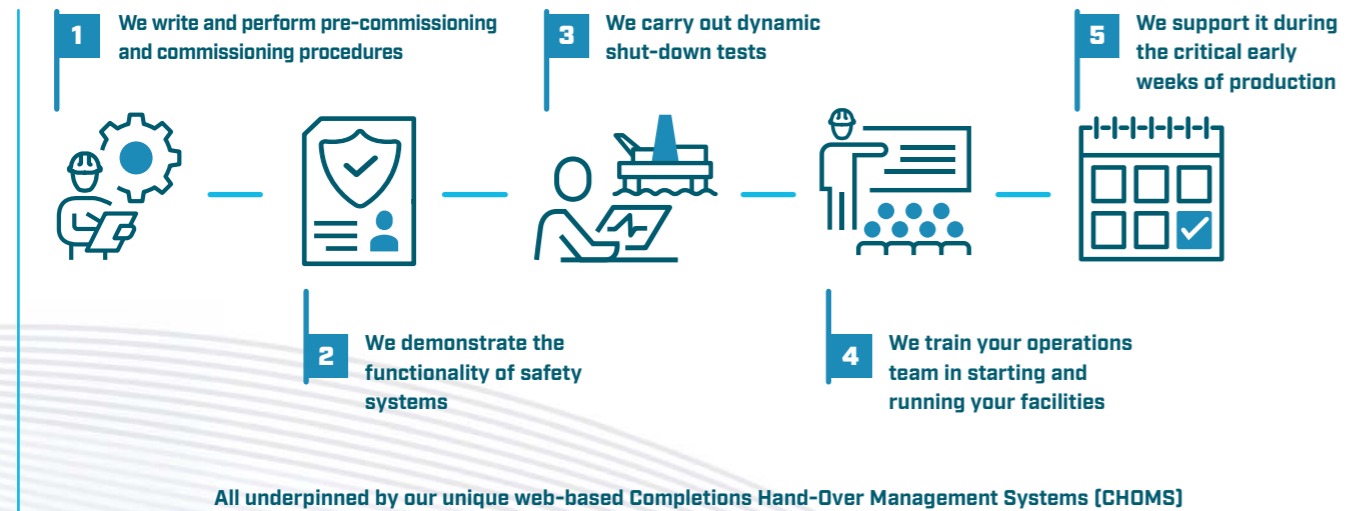 1
We write and perform pre-commissioning
and commissioning procedures
2
We demonstrate the
functionality of safety
systems
3
We carry out dynamic
shut-down tests
4
We train your operations
team in starting and
running your facilities
5
We support it during
the critical early
weeks of production
All underpinned by our unique web-based Completions Hand-Over Management Systems (CHOMS)